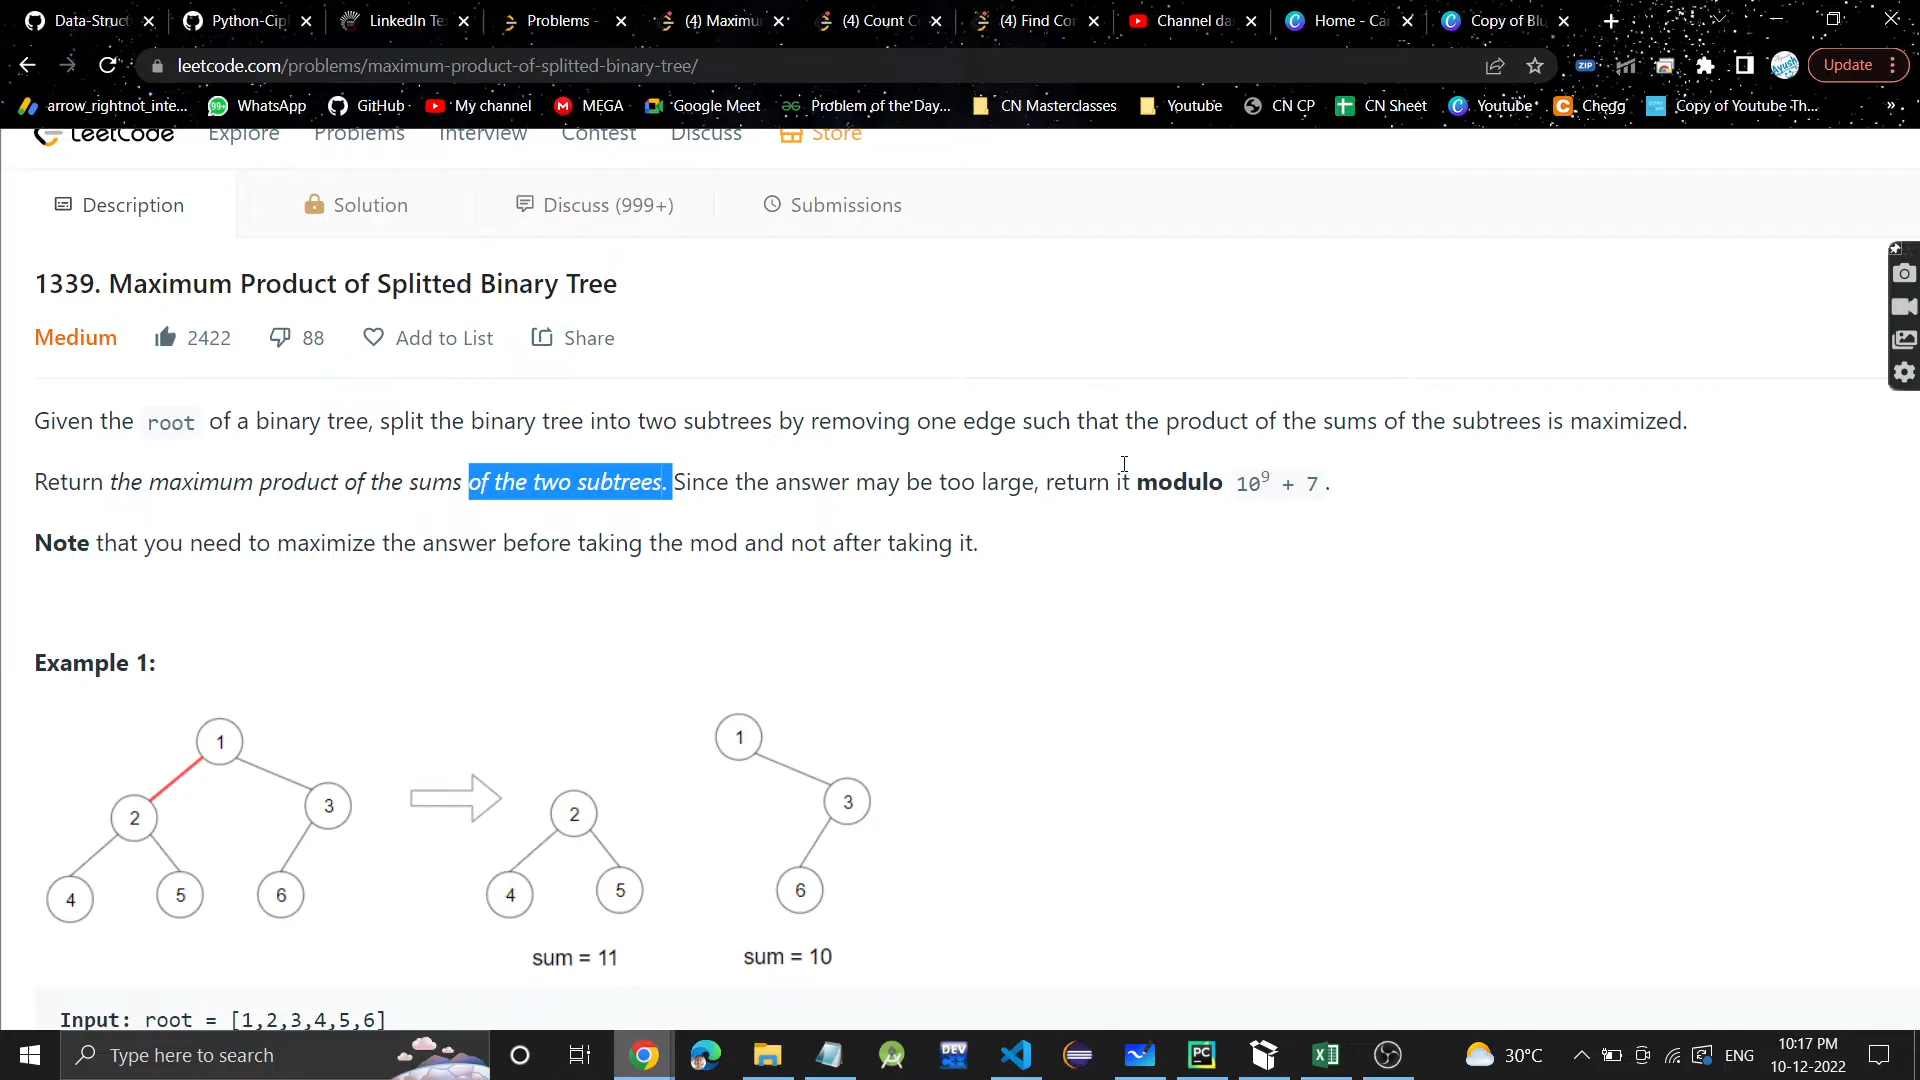 Data-Struct
Python-Cip
LinkedIn Te
Problems -
(4) Maximu
(4) Count C
(4) Find Co
Channel da
Home - Ca
Copy of Blu
leetcode.com/problems/maximum-product-of-splitted-binary-tree/
ZIP
Ayush
Update
arrow_rightnot_inte...
99+
WhatsApp
GitHub
My channel
MEGA
Google Meet
Problem of the Day...
CN Masterclasses
Youtube
CN CP
CN Sheet
Youtube
Chegg
Copy of Youtube Th...
»
LeetCode
Explore
Problems
Interview
Contest
Discuss
Store
Description
Solution
Discuss (999+)
Submissions
1339. Maximum Product of Splitted Binary Tree
Medium
2422
88
Add to List
Share
Given the root of a binary tree, split the binary tree into two subtrees by removing one edge such that the product of the sums of the subtrees is maximized.
Return the maximum product of the sums of the two subtrees. Since the answer may be too large, return it modulo 10⁹ + 7.
Note that you need to maximize the answer before taking the mod and not after taking it.
Example 1:
1
1
2
3
2
3
4
5
6
4
5
6
sum = 11
sum = 10
Input: root = [1,2,3,4,5,6]
Type here to search
DEV
PC
30°C
ENG
10:17 PM
10-12-2022